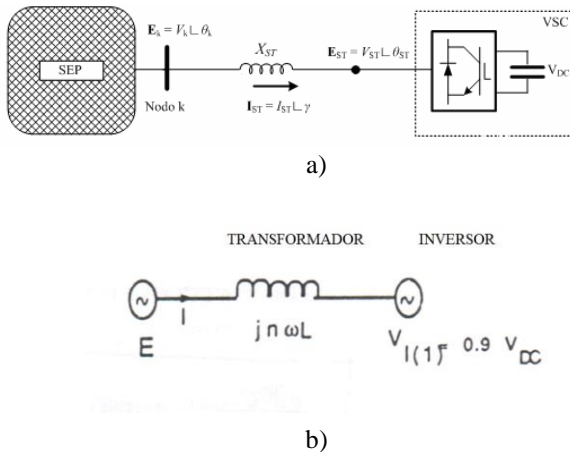 VSC
E_k = V_k∟θ_k
X_ST
E_ST = V_ST∟θ_ST
SEP
V_DC
Nodo k
I_ST = I_ST∟γ
a)
TRANSFORMADOR INVERSOR
I
j n ωL
E
V_I(1)= 0.9 V_DC
b)